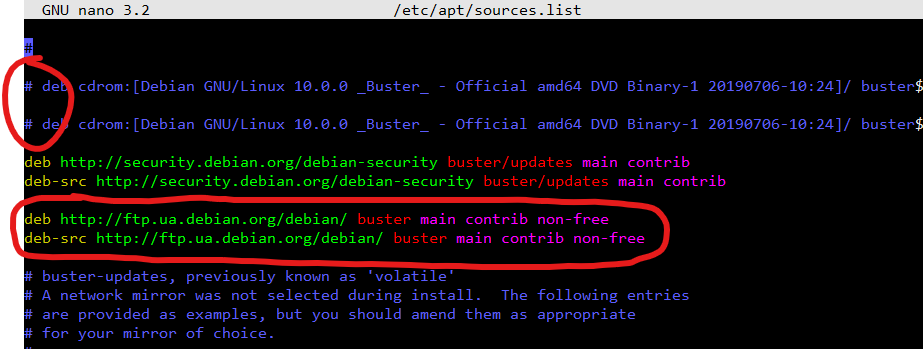 GNU nano 3.2 /etc/apt/sources.list
#
# deb cdrom:[Debian GNU/Linux 10.0.0 _Buster_ - Official amd64 DVD Binary-1 20190706-10:24]/ buster$
# deb cdrom:[Debian GNU/Linux 10.0.0 _Buster_ - Official amd64 DVD Binary-1 20190706-10:24]/ buster$
deb http://security.debian.org/debian-security buster/updates main contrib
deb-src http://security.debian.org/debian-security buster/updates main contrib
deb http://ftp.ua.debian.org/debian/ buster main contrib non-free
deb-src http://ftp.ua.debian.org/debian/ buster main contrib non-free
# buster-updates, previously known as 'volatile'
# A network mirror was not selected during install.  The following entries
# are provided as examples, but you should amend them as appropriate
# for your mirror of choice.
#